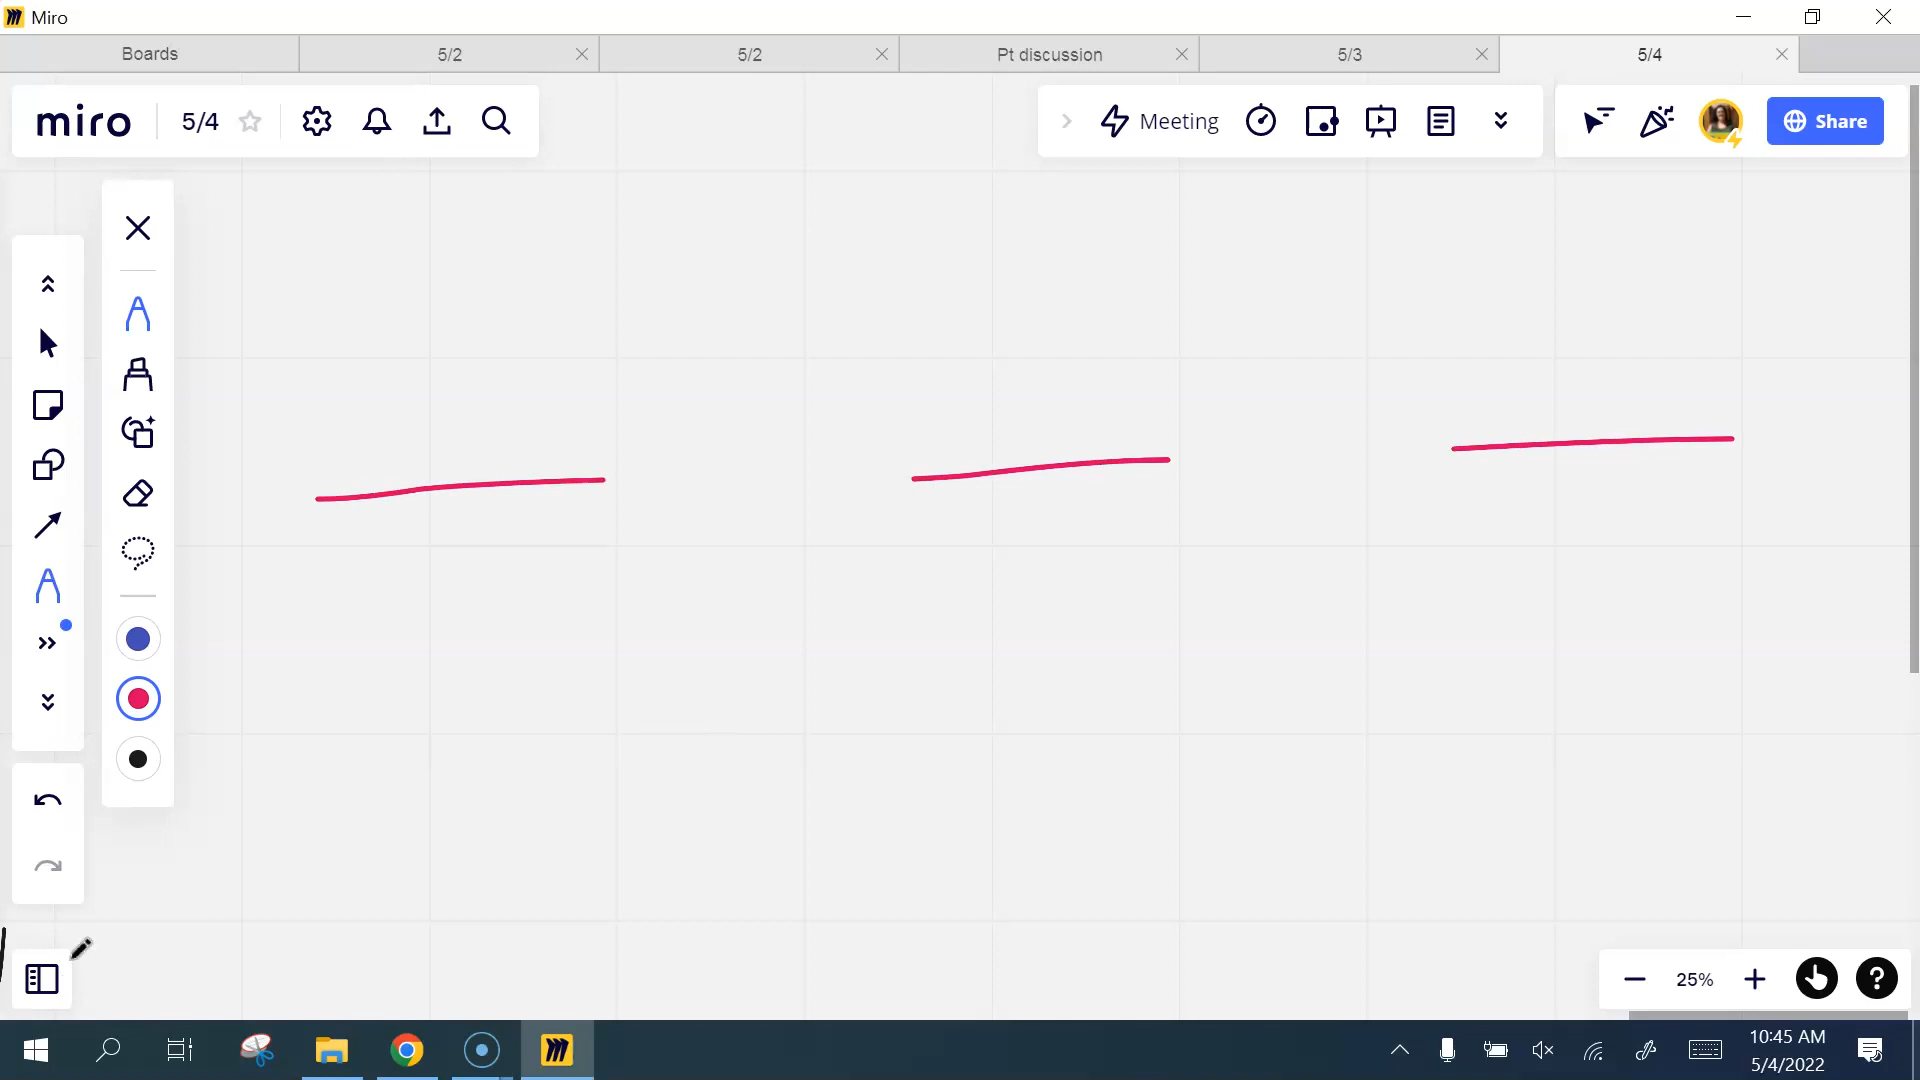 Miro
Boards 5/2 5/2 Pt discussion 5/3 5/4
miro 5/4 Meeting Share
25%
10:45 AM
5/4/2022